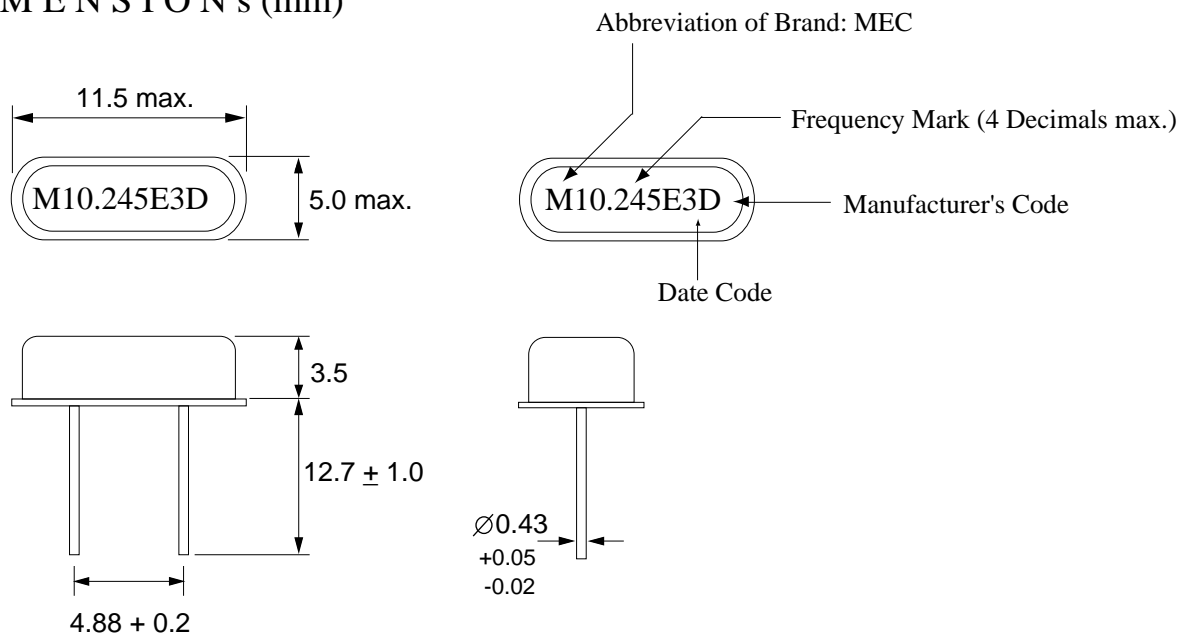 M E N S I O N's (mm)
Abbreviation of Brand: MEC
11.5 max.
Frequency Mark (4 Decimals max.)
M10.245E3D
5.0 max.
M10.245E3D
Manufacturer's Code
Date Code
3.5
12.7 ± 1.0
∅0.43
+0.05
-0.02
4.88 + 0.2